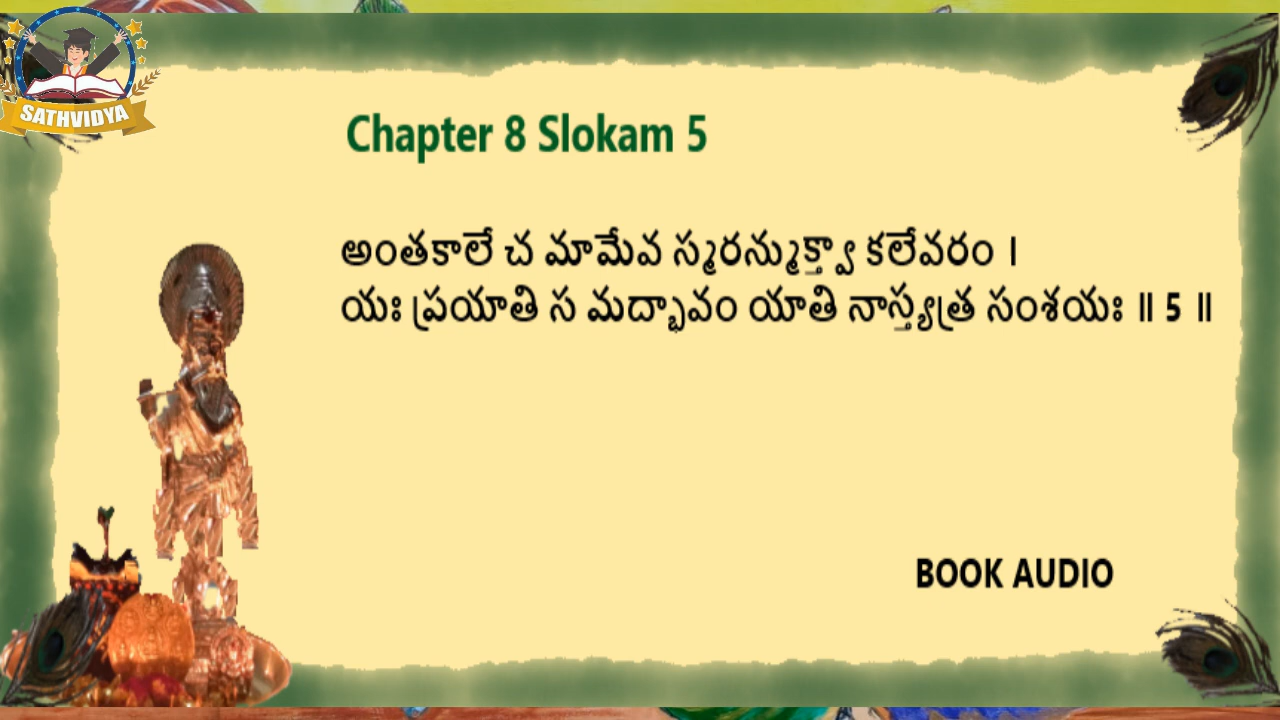 SATHVIDYA
Chapter 8 Slokam 5
అంతకాలే చ మామేవ స్మరన్ముక్త్వా కలేవరం ।
యః ప్రయాతి స మద్భావం యాతి నాస్త్యత్ర సంశయః ॥ 5 ॥
BOOK AUDIO